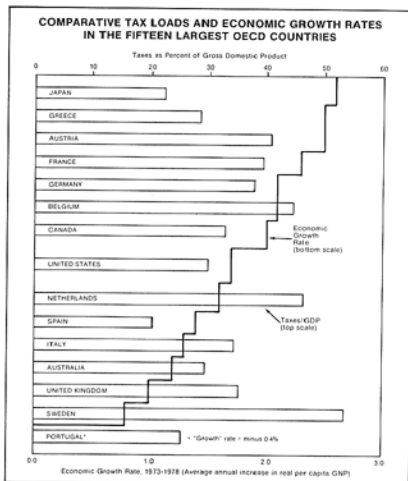 COMPARATIVE TAX LOADS AND ECONOMIC GROWTH RATES
IN THE FIFTEEN LARGEST OECD COUNTRIES
Taxes as Percent of Gross Domestic Product
0 10 20 30 40 50 60
JAPAN
GREECE
AUSTRIA
FRANCE
GERMANY
BELGIUM
CANADA
Economic
Growth
Rate
(bottom scale)
UNITED STATES
NETHERLANDS
Taxes/GDP
(top scale)
SPAIN
ITALY
AUSTRALIA
UNITED KINGDOM
SWEDEN
PORTUGAL*
* "Growth" rate = minus 0.4%
0.0 1.0 2.0 3.0
Economic Growth Rate, 1973-1978 (Average annual increase in real per capita GNP)